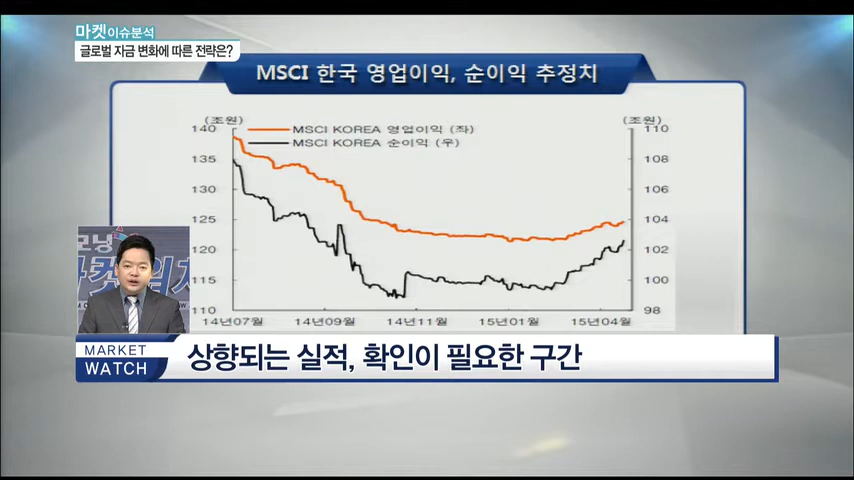 마켓이슈분석
글로벌 자금 변화에 따른 전략은?
MSCI 한국 영업이익, 순이익 추정치
(조원)
(조원)
MSCI KOREA 영업이익 (좌)
MSCI KOREA 순이익 (우)
140
135
130
125
120
115
110
110
108
106
104
102
100
98
14년07월
14년09월
14년11월
15년01월
15년04월
모닝
MARKET
WATCH
상향되는 실적, 확인이 필요한 구간